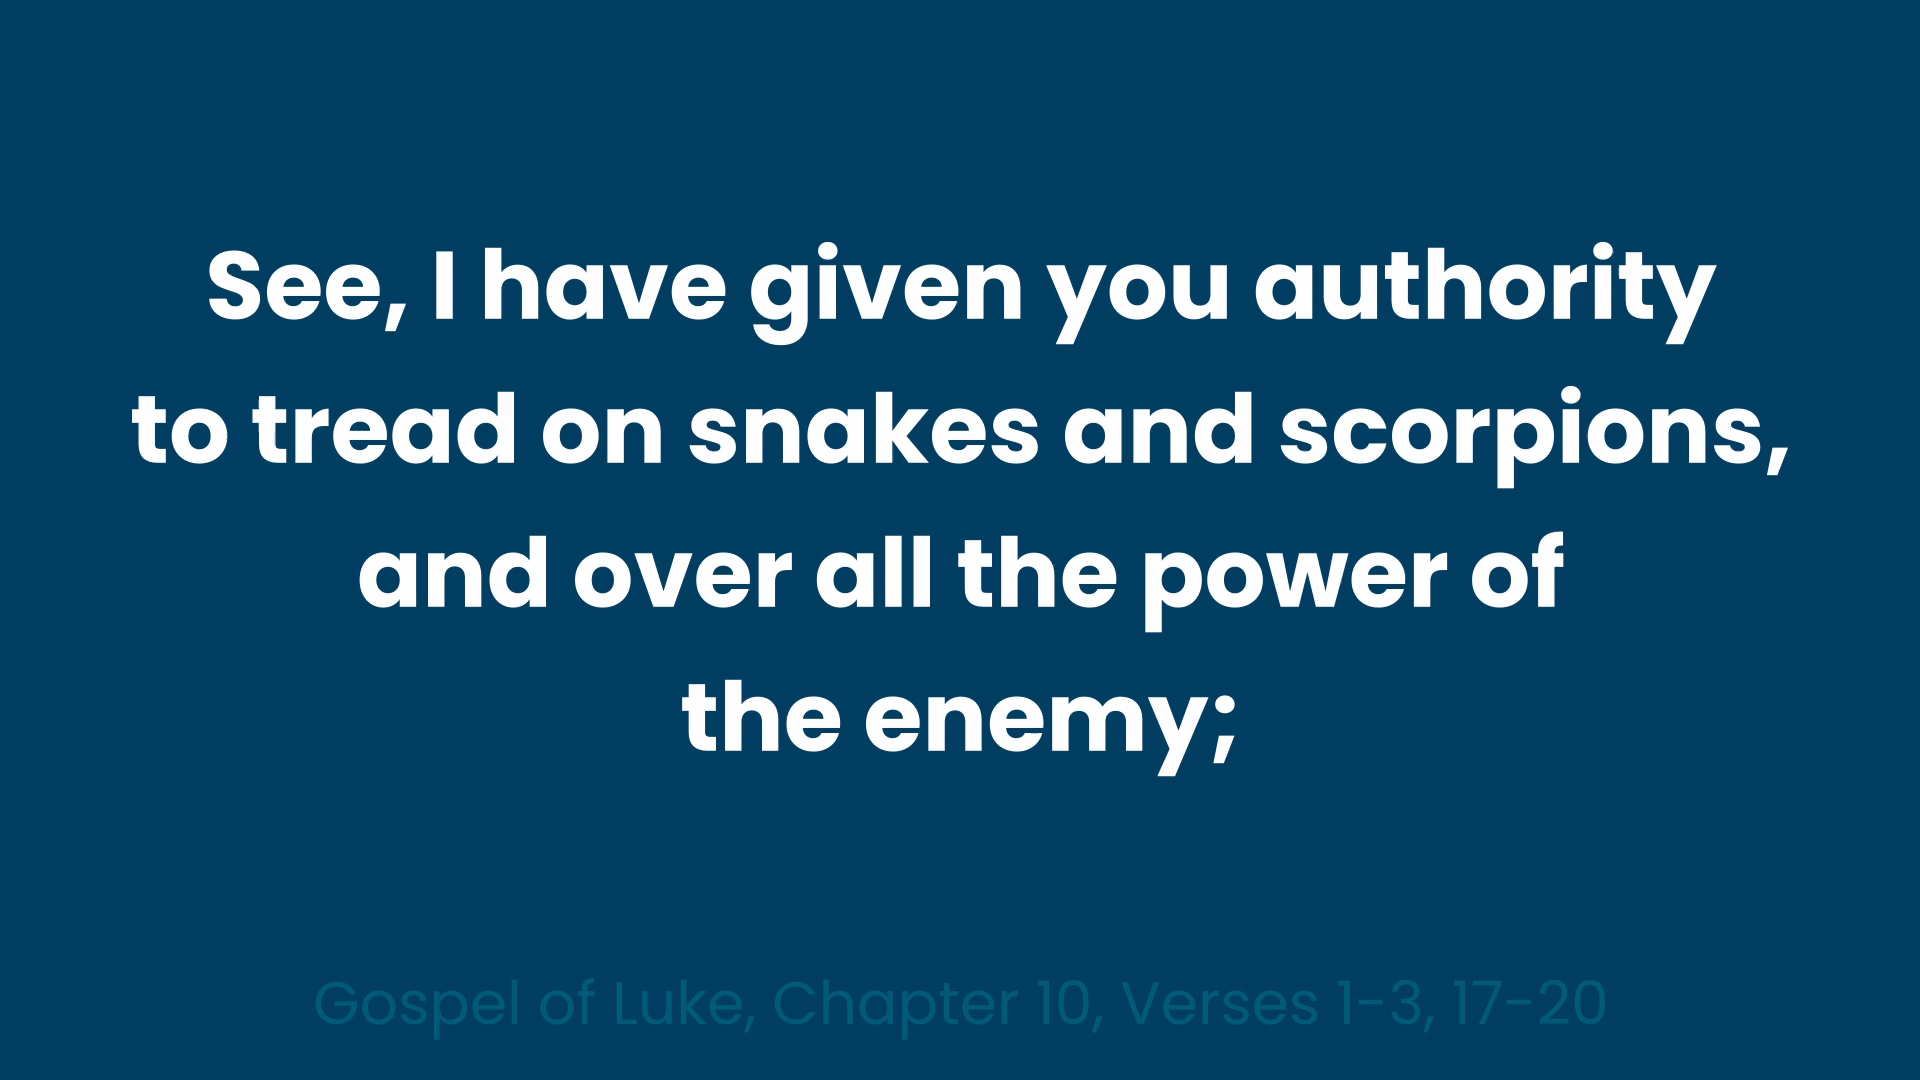 See, I have given you authority
to tread on snakes and scorpions,
and over all the power of
the enemy;
Gospel of Luke, Chapter 10, Verses 1-3, 17-20